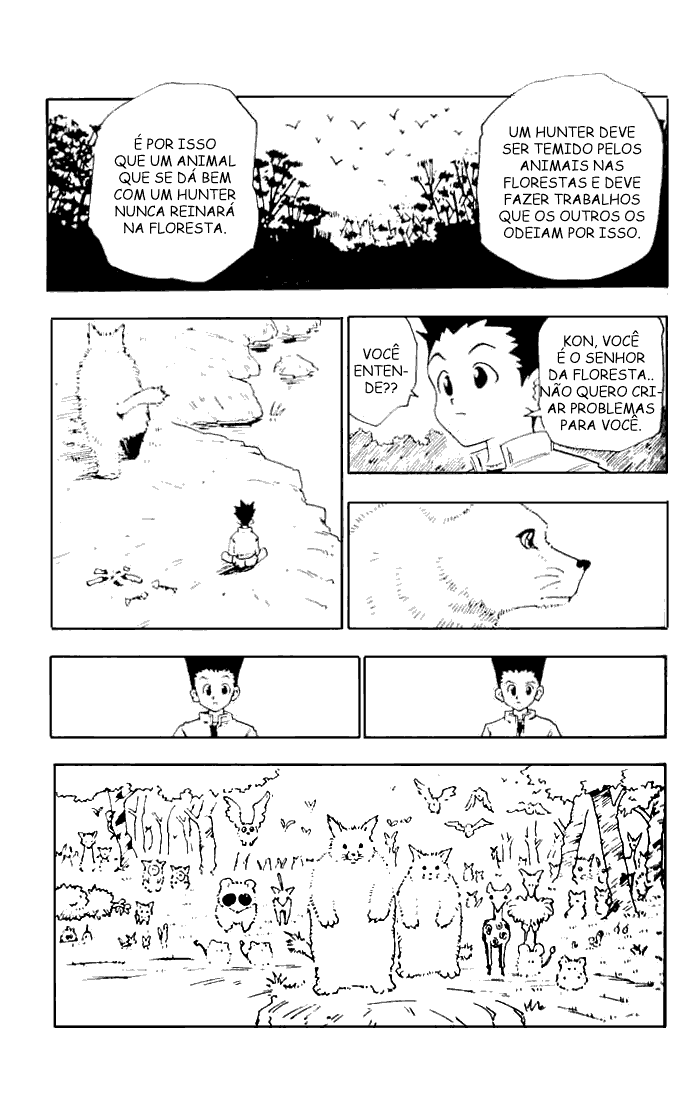 UM HUNTER DEVE
SER TEMIDO PELOS
ANIMAIS NAS
FLORESTAS E DEVE
FAZER TRABALHOS
QUE OS OUTROS OS
ODEIAM POR ISSO.
É POR ISSO
QUE UM ANIMAL
QUE SE DÁ BEM
COM UM HUNTER
NUNCA REINARÁ
NA FLORESTA.
KON, VOCÊ
É O SENHOR
DA FLORESTA..
NÃO QUERO CRI-
AR PROBLEMAS
PARA VOCÊ.
VOCÊ
ENTEN-
DE??